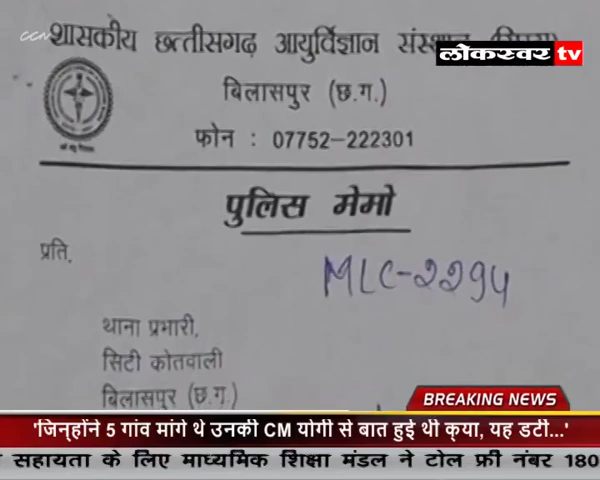 ccn
शासकीय छत्तीसगढ़ आयुर्विज्ञान संस्थान
लोकस्वर tv
बिलासपुर (छ.ग.)
फोन : 07752-222301
पुलिस मेमो
प्रति,
MLC-2294
थाना प्रभारी,
सिटी कोतवाली
बिलासपुर (छ.ग.)
BREAKING NEWS
'जिन्होंने 5 गांव मांगे थे उनकी CM योगी से बात हुई थी क्या, यह डटी...'
सहायता के लिए माध्यमिक शिक्षा मंडल ने टोल फ्री नंबर 180